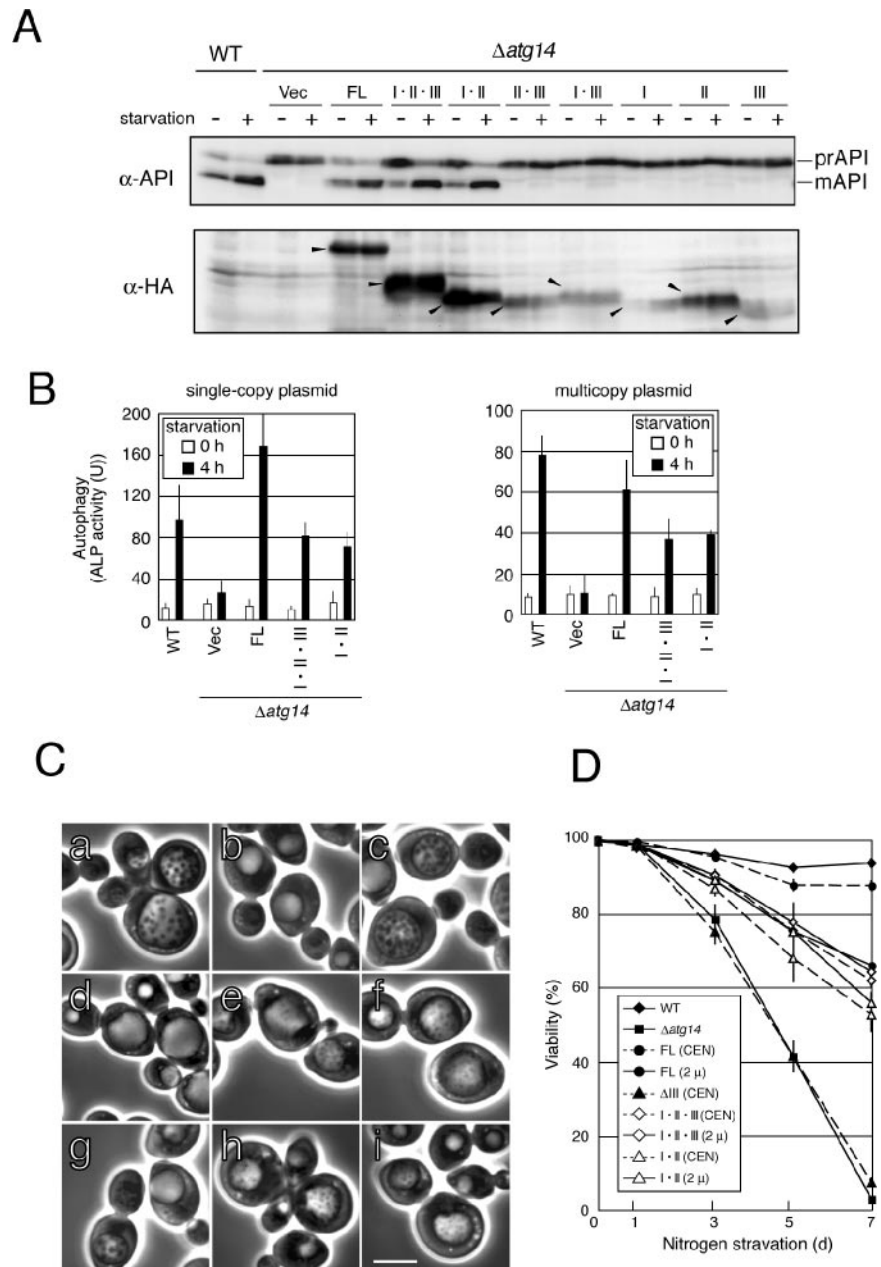 A
WT
Δatg14
Vec FL I・II・III I・II II・III I・III I II III
starvation - + - + - + - + - + - + - + - + - + - +
α-API
prAPI
mAPI
α-HA
B
single-copy plasmid
multicopy plasmid
Autophagy
(ALP activity (U))
200
160
120
80
40
0
starvation
0 h
4 h
WT
Vec
FL
I・II・III
I・II
Δatg14
100
80
60
40
20
0
starvation
0 h
4 h
WT
Vec
FL
I・II・III
I・II
Δatg14
C
a b c
d e f
g h i
D
Viability (%)
100
80
60
40
20
0
WT
Δatg14
FL (CEN)
FL (2 μ)
ΔIII (CEN)
I・II・III (CEN)
I・II・III (2 μ)
I・II (CEN)
I・II (2 μ)
0 1 3 5 7
Nitrogen stravation (d)